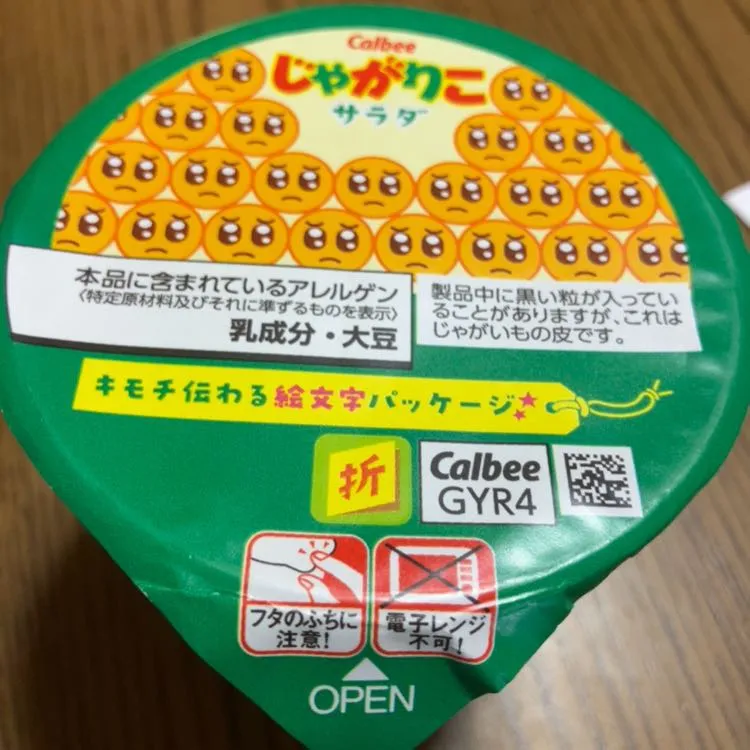 Calbee
じゃがりこ
サラダ
本品に含まれているアレルゲン
〈特定原材料及びそれに準ずるものを表示〉
乳成分・大豆
製品中に黒い粒が入ってい
ることがありますが、これは
じゃがいもの皮です。
キモチ伝わる絵文字パッケージ
折
Calbee
GYR4
フタのふちに
注意!
電子レンジ
不可!
OPEN